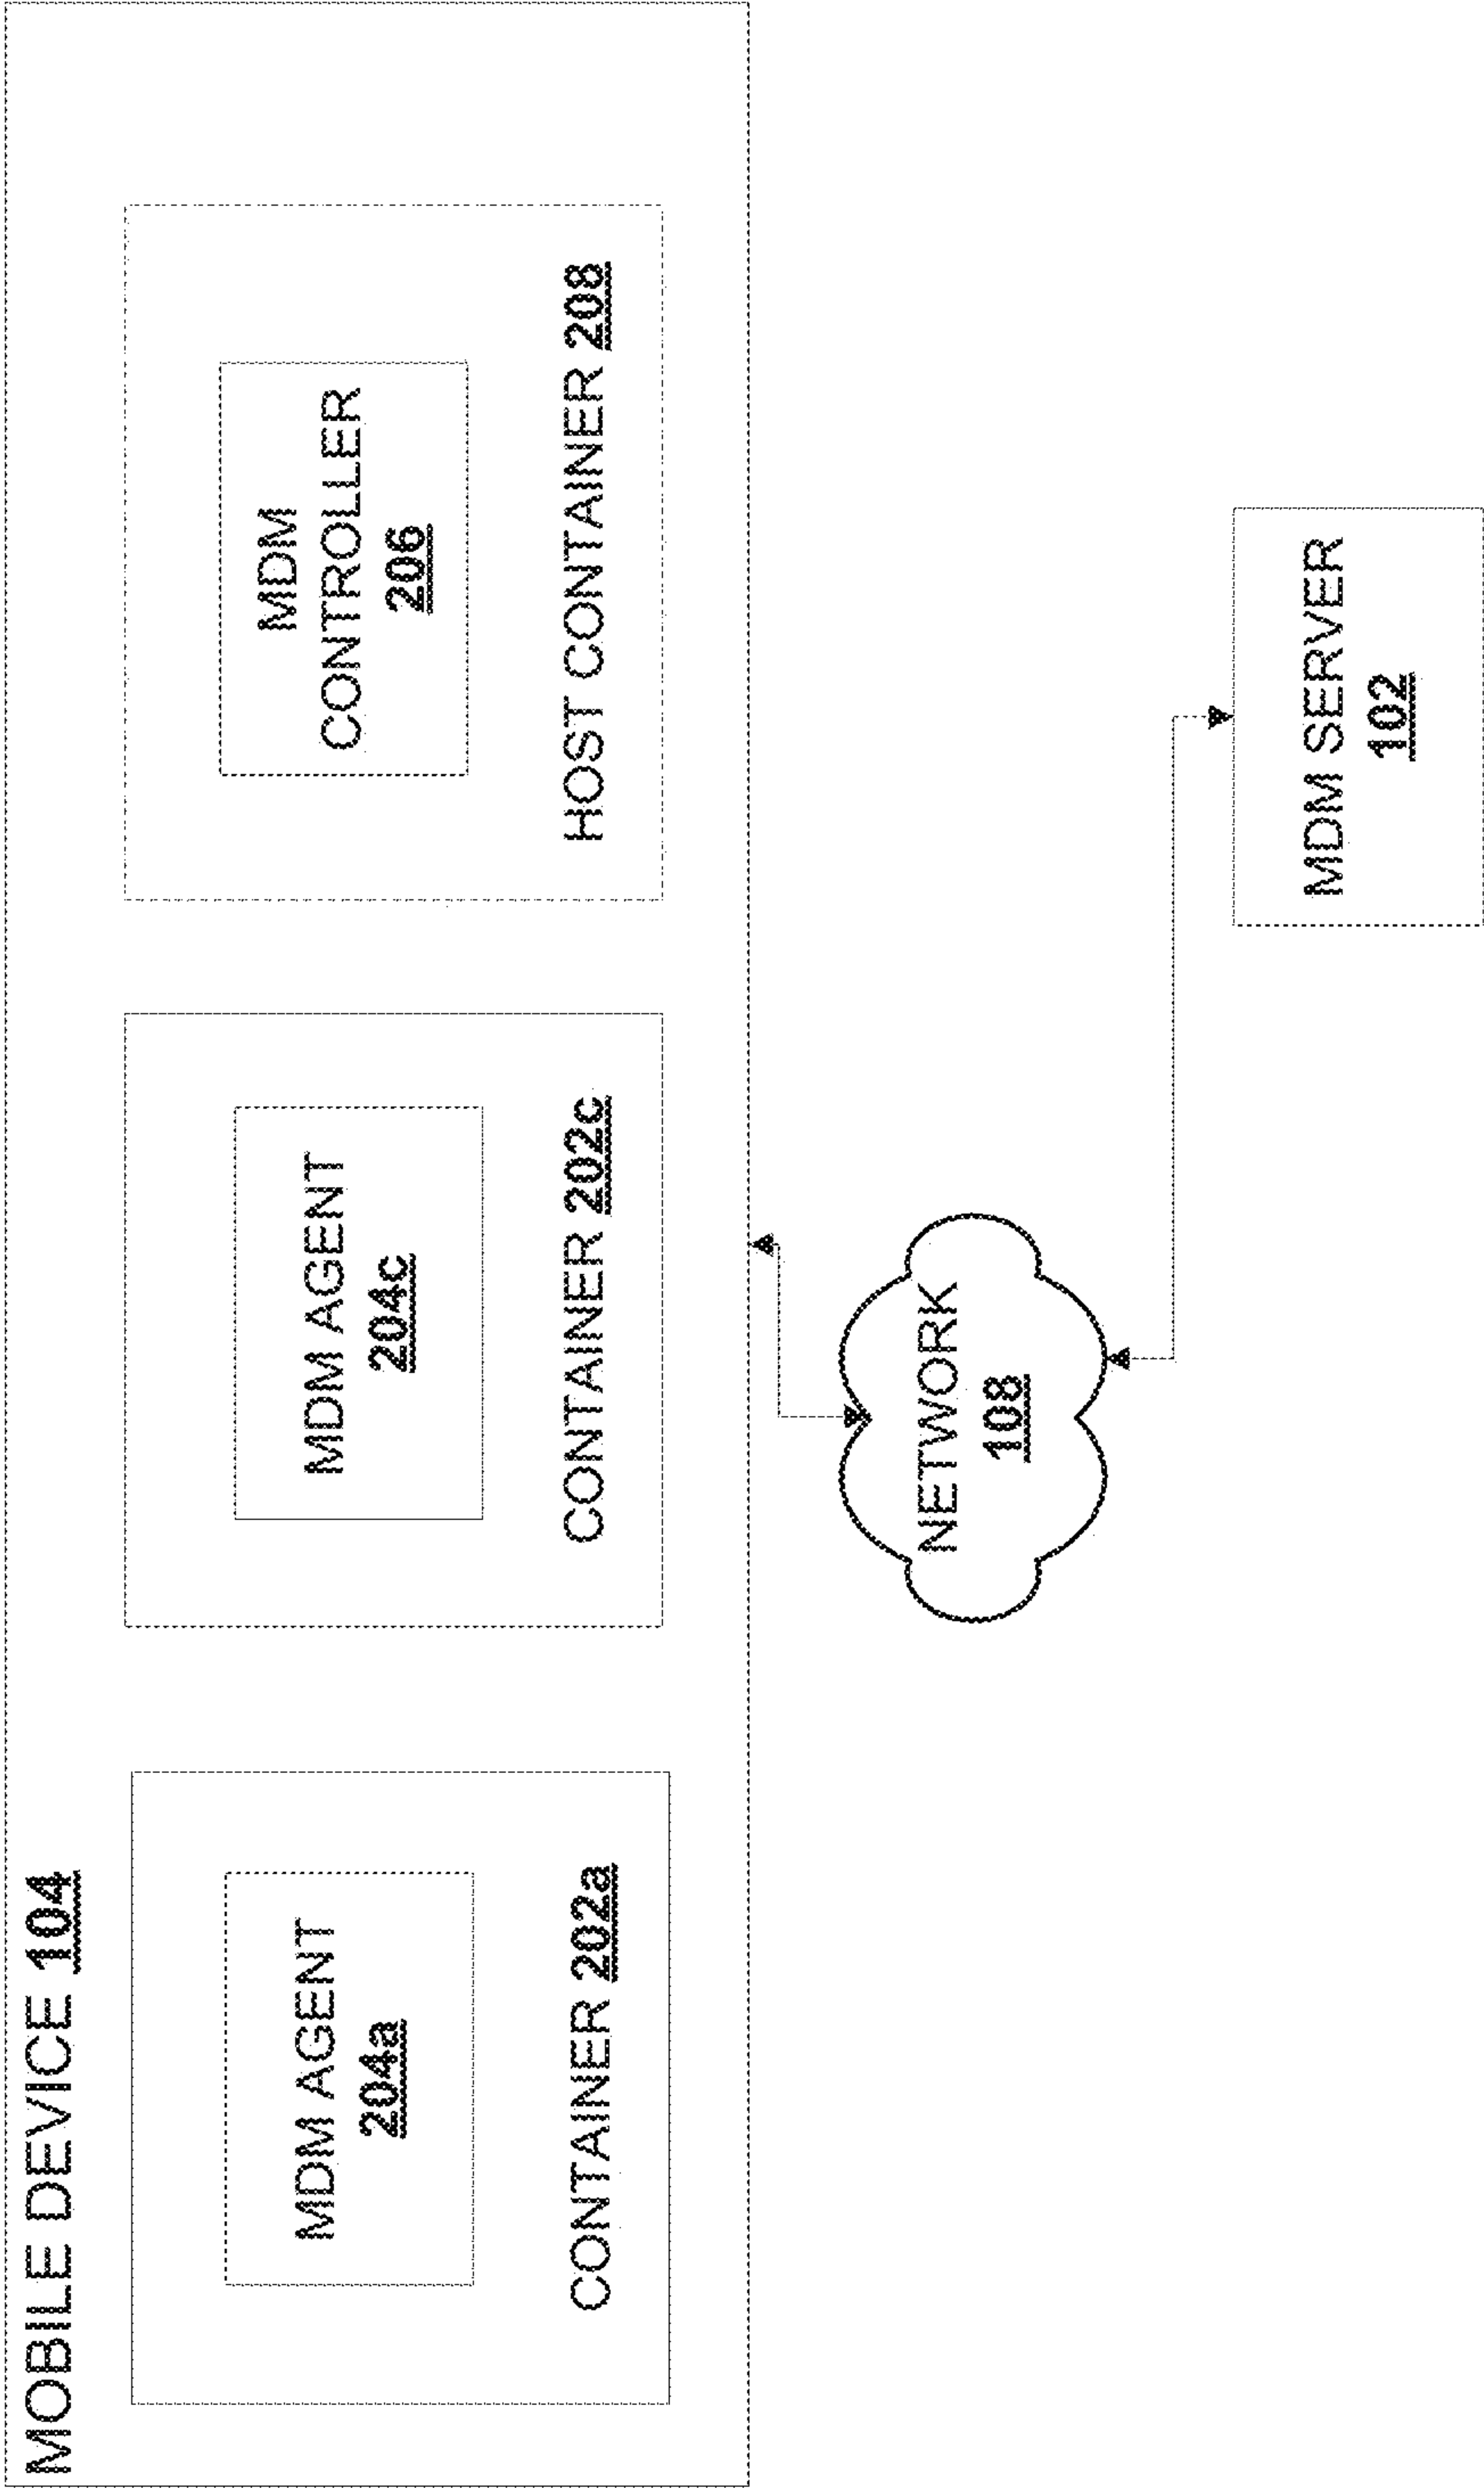 MOBILE DEVICE 104
MDM AGENT
204a
CONTAINER 202a
MDM AGENT
204c
CONTAINER 202c
MDM
CONTROLLER
206
HOST CONTAINER 208
NETWORK
108
MDM SERVER
102